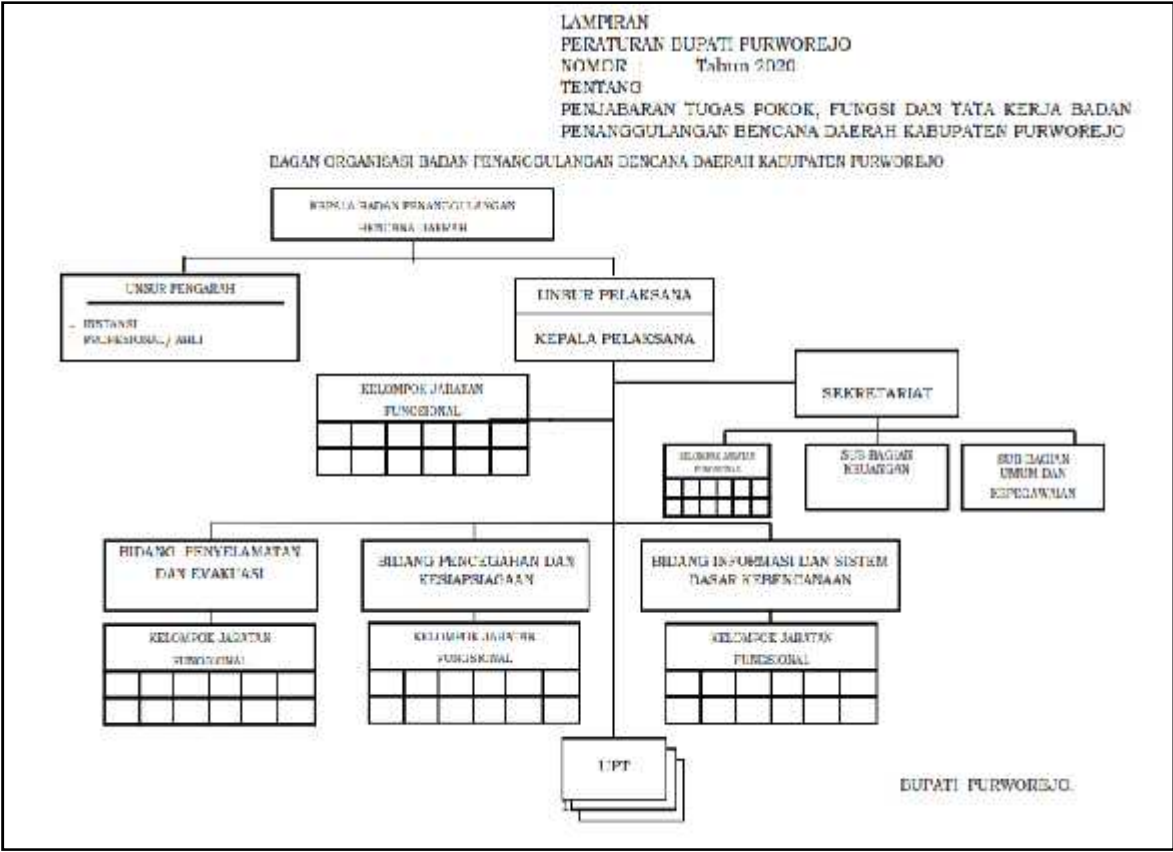 LAMPIRAN
PERATURAN BUPATI PURWOREJO
NOMOR : Tahun 2020
TENTANG
PENJABARAN TUGAS POKOK, FUNGSI DAN TATA KERJA BADAN
PENANGGULANGAN BENCANA DAERAH KABUPATEN PURWOREJO
BAGAN ORGANISASI BADAN PENANGGULANGAN BENCANA DAERAH KABUPATEN PURWOREJO
KEPALA BADAN PENANGGULANGAN
BENCANA DAERAH
UNSUR PENGARAH
- INSTANSI
PROFESIONAL/ AHLI
UNSUR PELAKSANA
KEPALA PELAKSANA
KELOMPOK JABATAN
FUNGSIONAL
SEKRETARIAT
KELOMPOK JABATAN
FUNGSIONAL
SUB BAGIAN
KEUANGAN
SUB BAGIAN
UMUM DAN
KEPEGAWAIAN
BIDANG PENYELAMATAN
DAN EVAKUASI
BIDANG PENCEGAHAN DAN
KESIAPSIAGAAN
BIDANG INFORMASI DAN SISTEM
DASAR KEBENCANAAN
KELOMPOK JABATAN
FUNGSIONAL
KELOMPOK JABATAN
FUNGSIONAL
KELOMPOK JABATAN
FUNGSIONAL
UPT
BUPATI PURWOREJO.